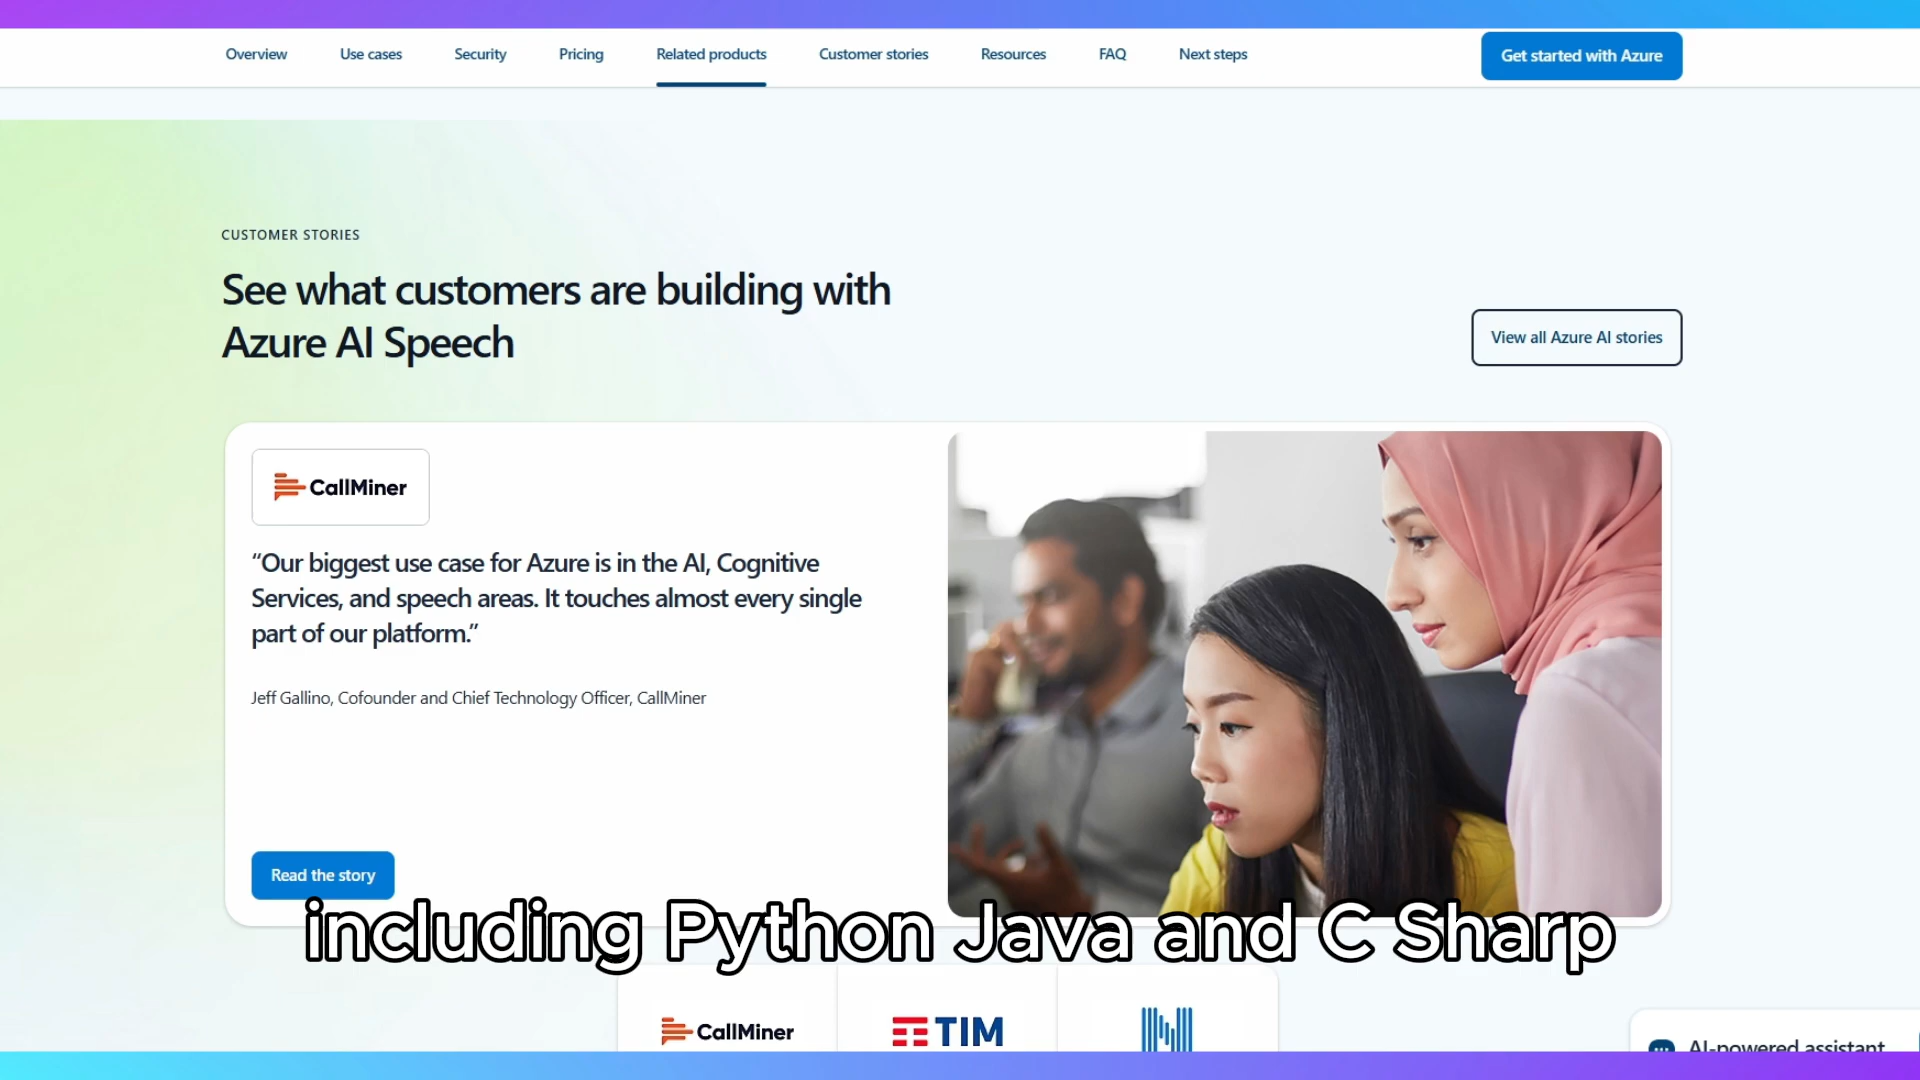 Overview
Use cases
Security
Pricing
Related products
Customer stories
Resources
FAQ
Next steps
Get started with Azure
CUSTOMER STORIES
See what customers are building with
Azure AI Speech
View all Azure AI stories
CallMiner
“Our biggest use case for Azure is in the AI, Cognitive
Services, and speech areas. It touches almost every single
part of our platform.”
Jeff Gallino, Cofounder and Chief Technology Officer, CallMiner
Read the story
including Python Java and C Sharp
CallMiner
TIM
AI-powered assistant